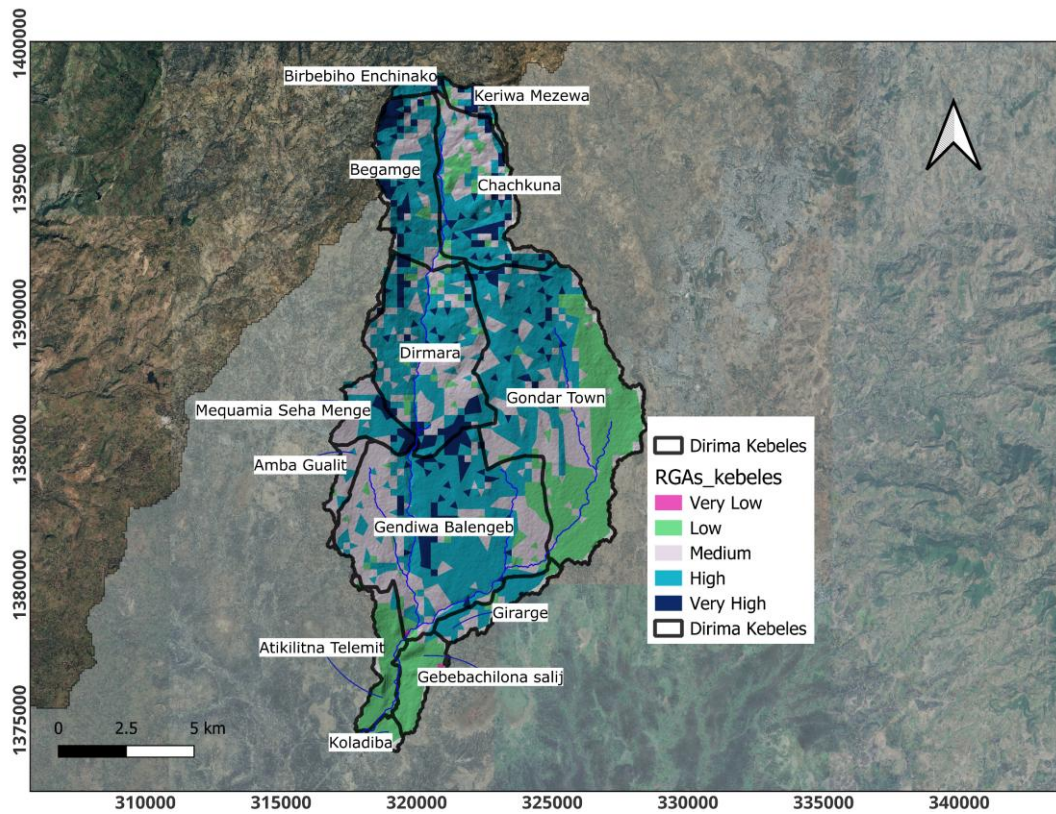 1400000
1395000
1390000
1385000
1380000
1375000
Birbebiho Enchinako
Keriwa Mezewa
Begamge
Chachkuna
Dirmara
Gondar Town
Mequamia Seha Menge
Amba Gualit
Gendiwa Balengeb
Girarge
Atikilitna Telemit
Gebebachilona salij
Koladiba
Dirima Kebeles
RGAs_kebeles
Very Low
Low
Medium
High
Very High
Dirima Kebeles
0 2.5 5 km
310000 315000 320000 325000 330000 335000 340000